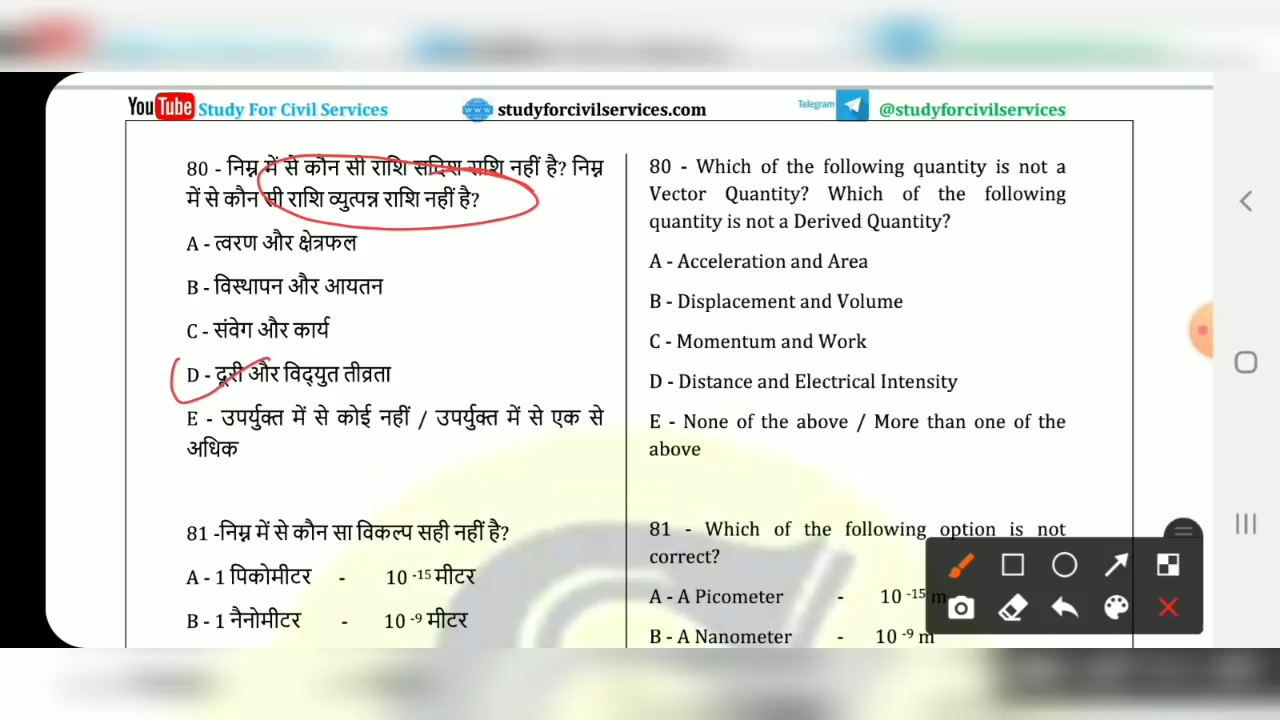 YouTube Study For Civil Services
www studyforcivilservices.com
Telegram @studyforcivilservices
80 - निम्न में से कौन सी राशि सदिश राशि नहीं है? निम्न
में से कौन सी राशि व्युत्पन्न राशि नहीं है?
A - त्वरण और क्षेत्रफल
B - विस्थापन और आयतन
C - संवेग और कार्य
D - दूरी और विद्युत तीव्रता
E - उपर्युक्त में से कोई नहीं / उपर्युक्त में से एक से
अधिक
81 -निम्न में से कौन सा विकल्प सही नहीं है?
A - 1 पिकोमीटर - 10 -15 मीटर
B - 1 नैनोमीटर - 10 -9 मीटर
80 - Which of the following quantity is not a
Vector Quantity? Which of the following
quantity is not a Derived Quantity?
A - Acceleration and Area
B - Displacement and Volume
C - Momentum and Work
D - Distance and Electrical Intensity
E - None of the above / More than one of the
above
81 - Which of the following option is not
correct?
A - A Picometer - 10 -15 m
B - A Nanometer - 10 -9 m